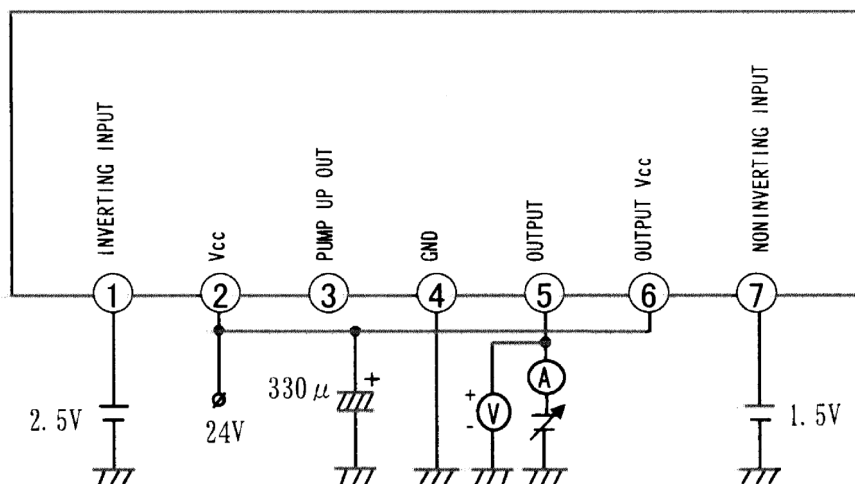 INVERTING INPUT
Vcc
PUMP UP OUT
GND
OUTPUT
OUTPUT Vcc
NONINVERTING INPUT
1
2
3
4
5
6
7
2.5V
24V
330μ
+
+
V
-
A
1.5V